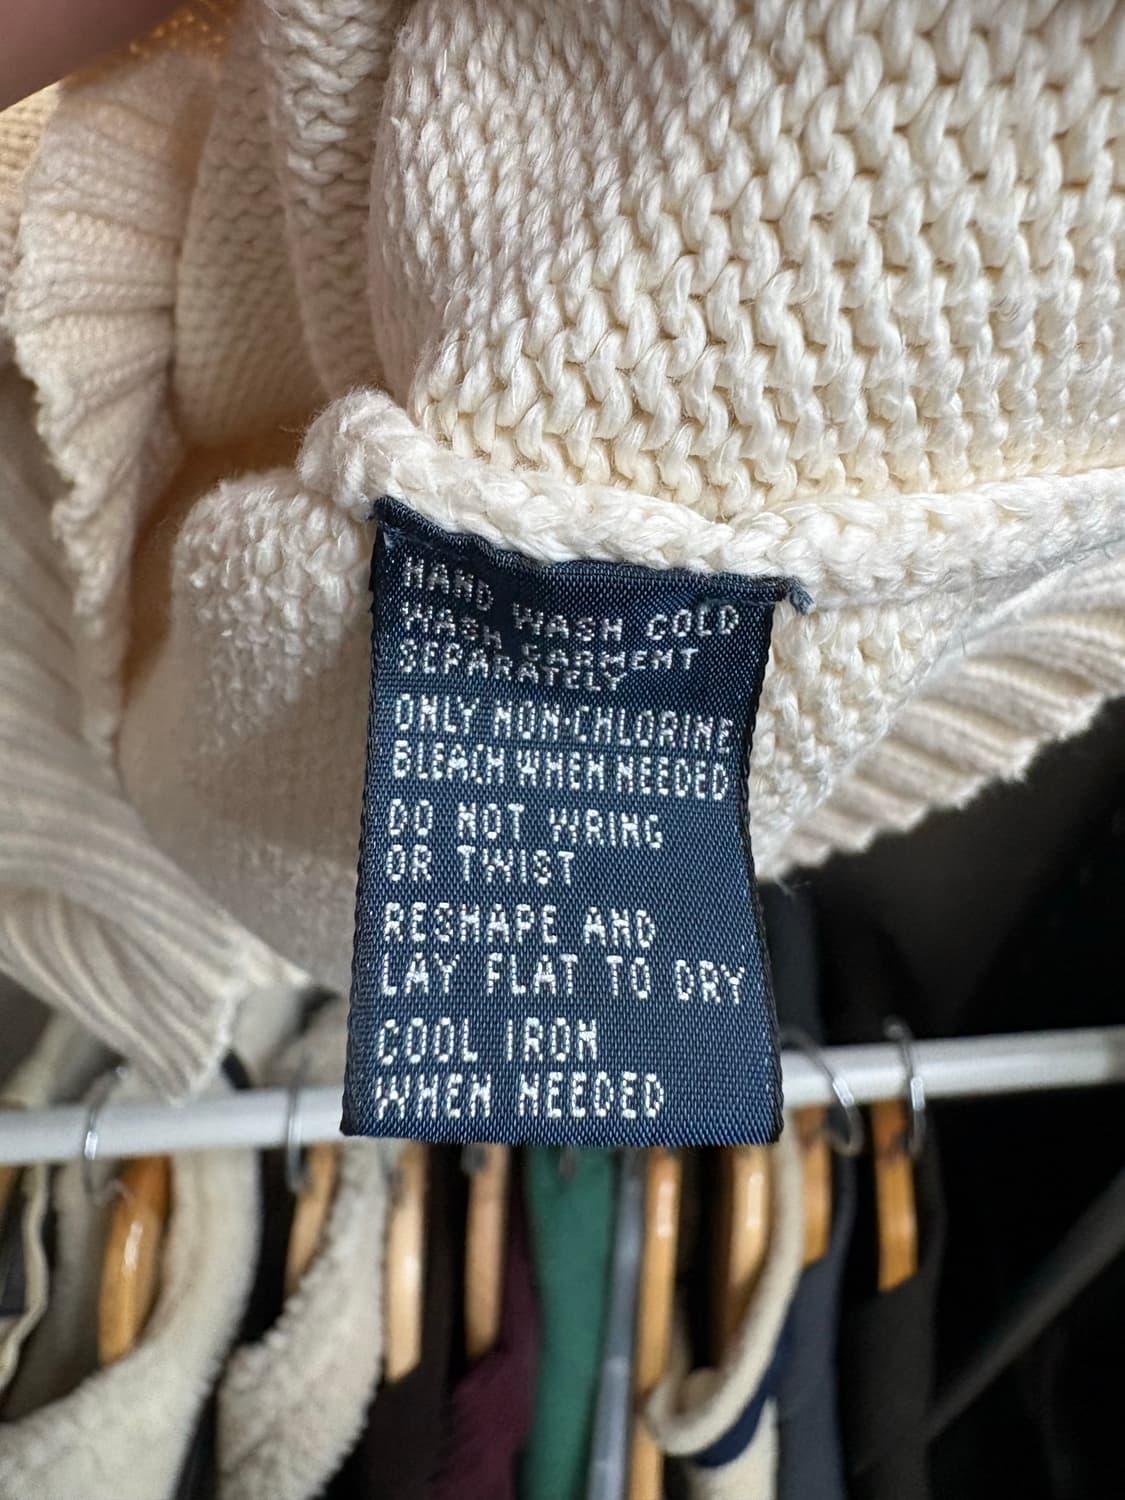 HAND WASH COLD
WASH GARMENT
SEPARATELY
ONLY NON-CHLORINE
BLEACH WHEN NEEDED
DO NOT WRING
OR TWIST
RESHAPE AND
LAY FLAT TO DRY
COOL IRON
WHEN NEEDED